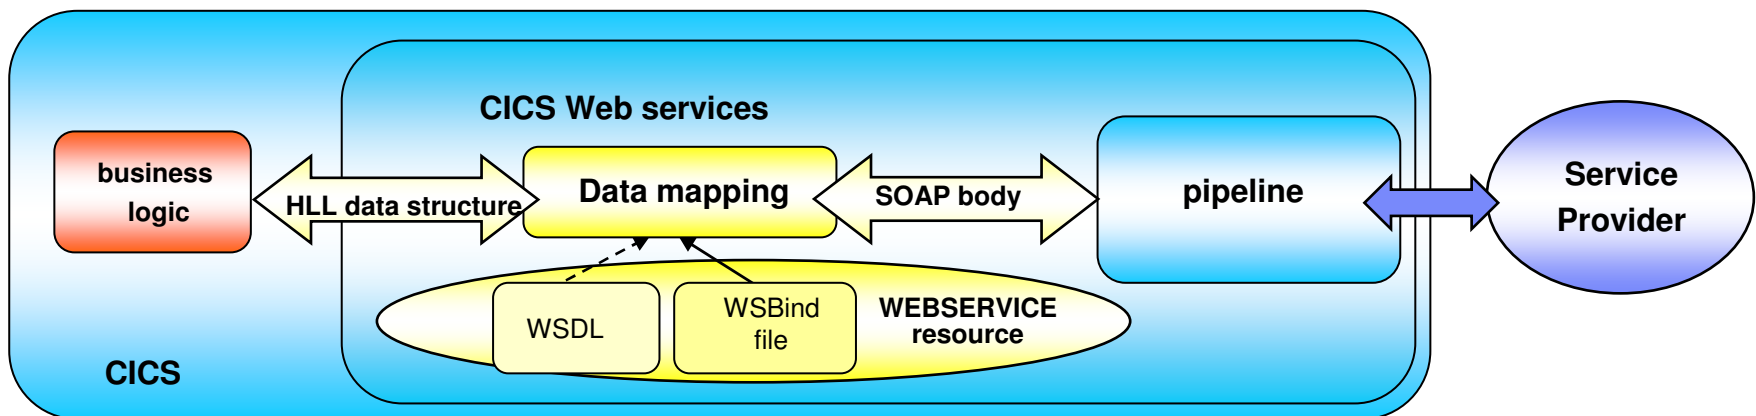 CICS Web services
business
logic
HLL data structure
Data mapping
SOAP body
pipeline
Service
Provider
WSDL
WSBind
file
WEBSERVICE
resource
CICS